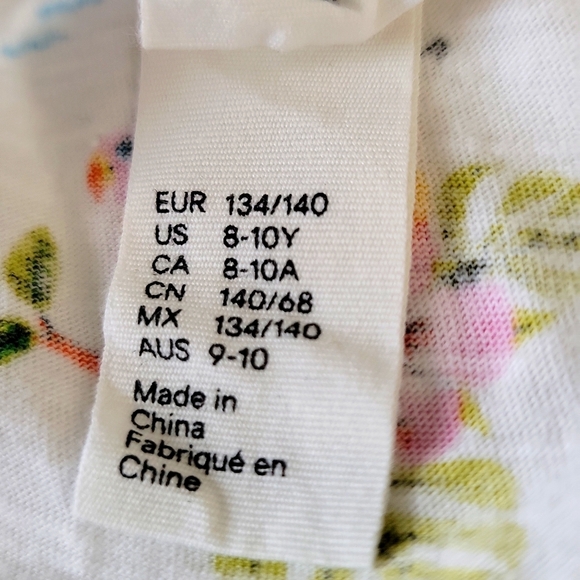 EUR 134/140
US 8-10Y
CA 8-10A
CN 140/68
MX 134/140
AUS 9-10
Made in
China
Fabriqué en
Chine